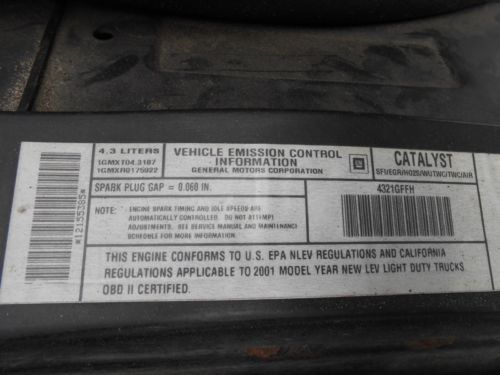 4.3 LITERS
1GMXT04.3187
1GMXR0175922
VEHICLE EMISSION CONTROL
INFORMATION
GENERAL MOTORS CORPORATION
GM
CATALYST
SFI/EGR/HO2S/WUTWC/TWC/AIR
SPARK PLUG GAP = 0.060 IN.
4321GFFH
NOTE: ENGINE SPARK TIMING AND IDLE SPEEDS ARE
AUTOMATICALLY CONTROLLED. DO NOT ATTEMPT
ADJUSTMENTS. SEE SERVICE MANUAL AND MAINTENANCE
SCHEDULE FOR MORE INFORMATION.
THIS ENGINE CONFORMS TO U.S. EPA NLEV REGULATIONS AND CALIFORNIA
REGULATIONS APPLICABLE TO 2001 MODEL YEAR NEW LEV LIGHT DUTY TRUCKS.
OBD II CERTIFIED.
*12155385*